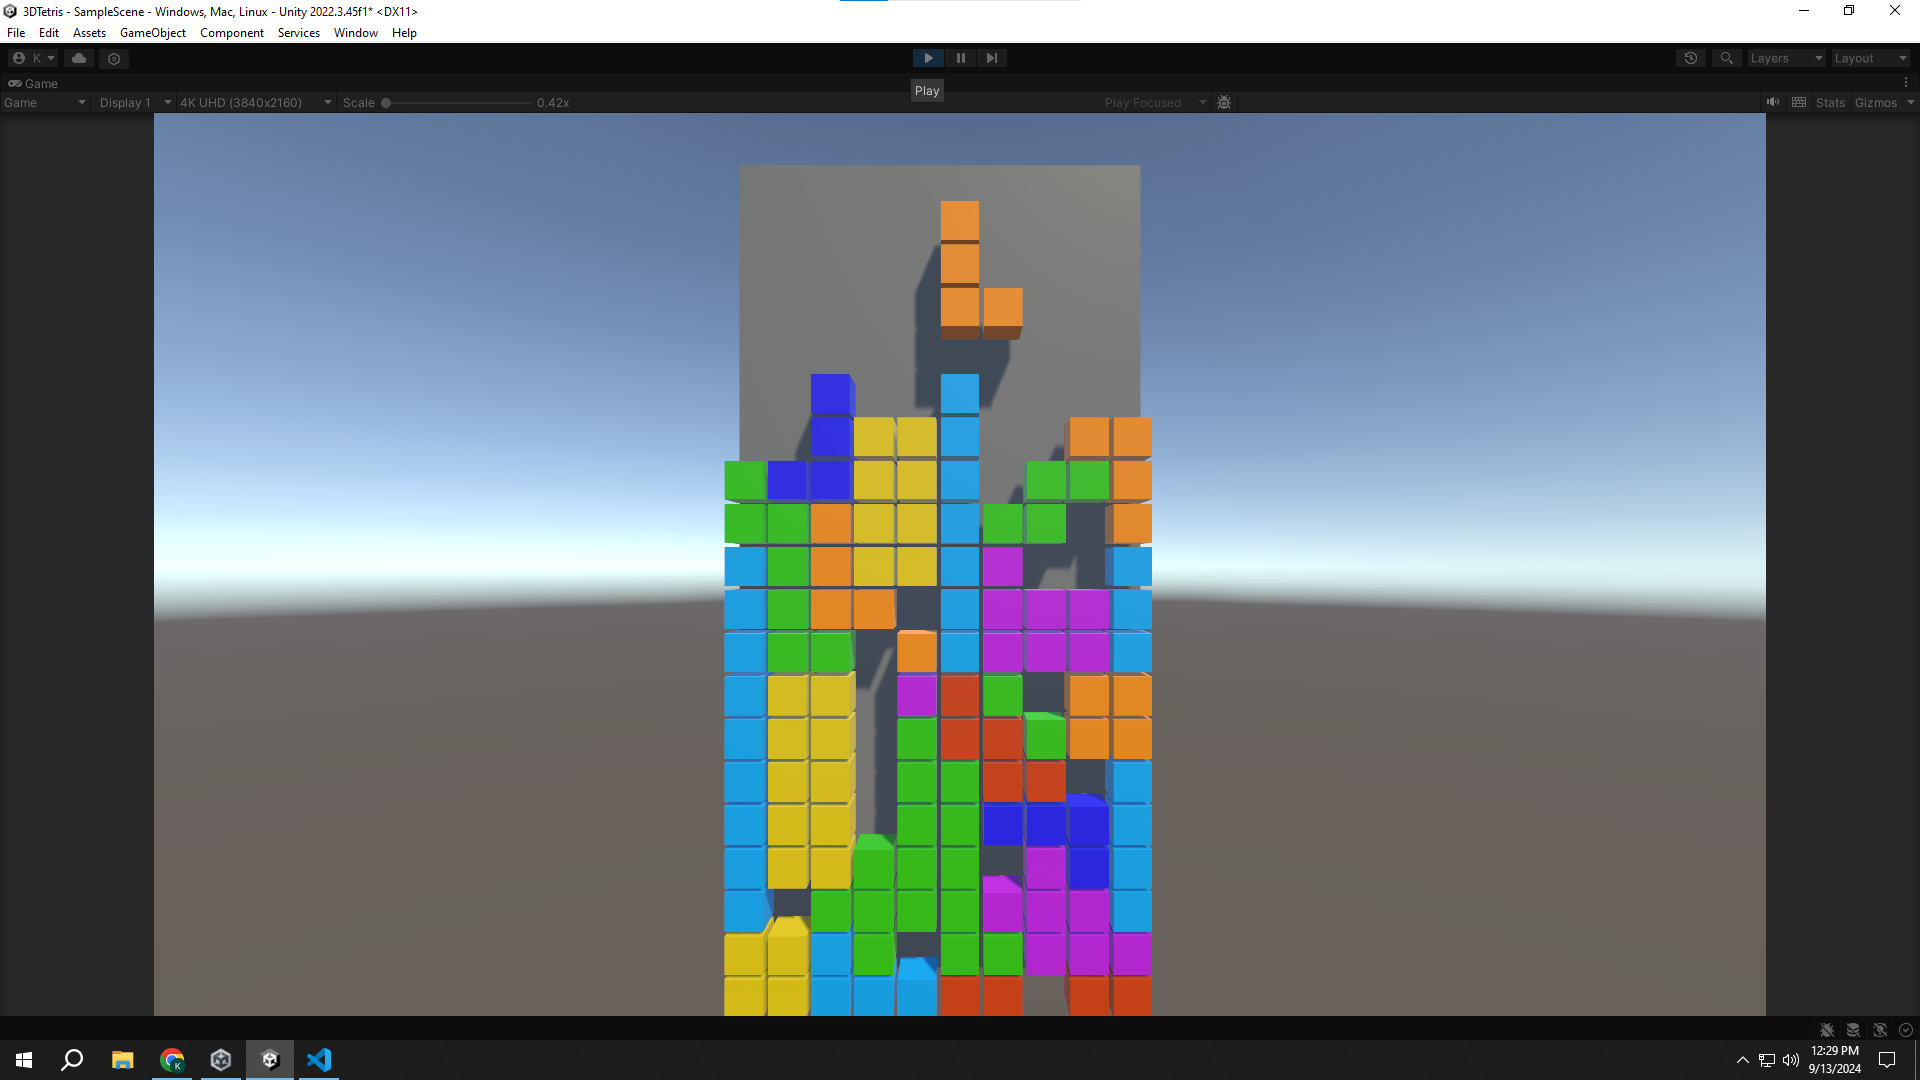 3DTetris - SampleScene - Windows, Mac, Linux - Unity 2022.3.45f1* <DX11>
File Edit Assets GameObject Component Services Window Help
K Layers Layout
Game
Play
Game Display 1 4K UHD (3840x2160) Scale 0.42x Play Focused Stats Gizmos
K
12:29 PM
9/13/2024